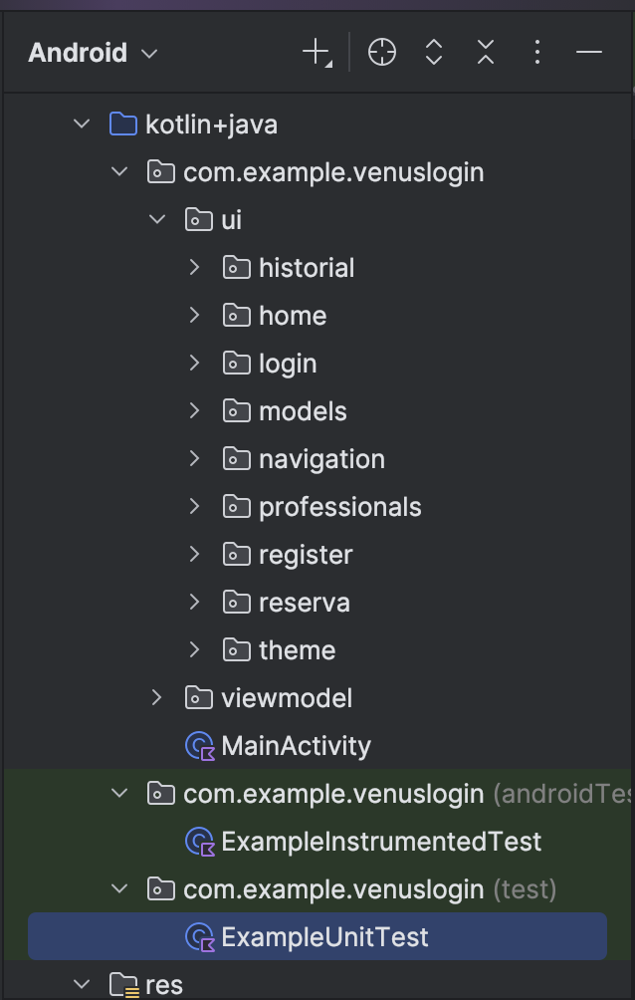 Android
kotlin+java
com.example.venuslogin
ui
historial
home
login
models
navigation
professionals
register
reserva
theme
viewmodel
MainActivity
com.example.venuslogin (androidTes
ExampleInstrumentedTest
com.example.venuslogin (test)
ExampleUnitTest
res